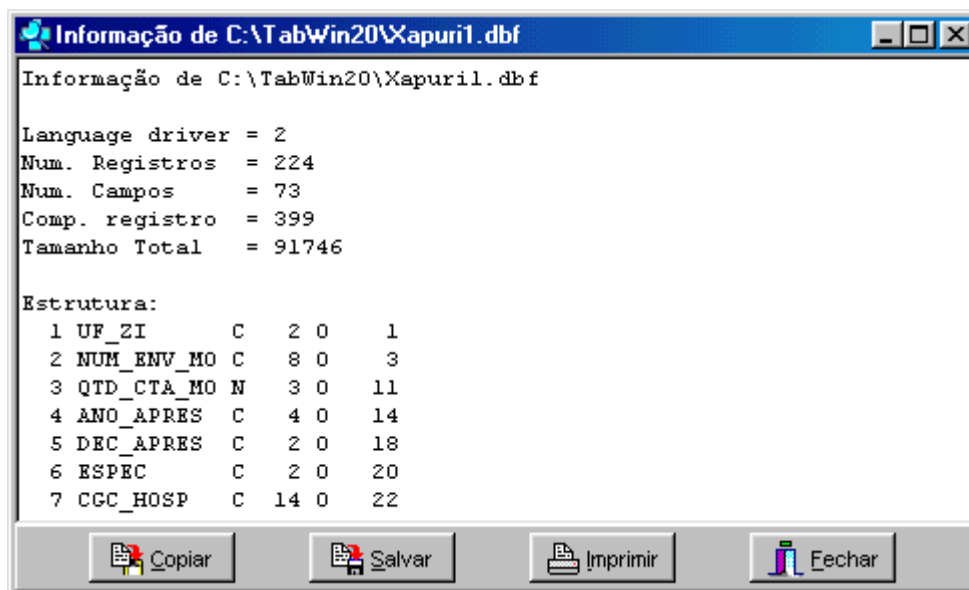 Informação de C:\TabWin20\Xapuri1.dbf
Informação de C:\TabWin20\Xapuri1.dbf
Language driver = 2
Num. Registros = 224
Num. Campos = 73
Comp. registro = 399
Tamanho Total = 91746
Estrutura:
1 UF_ZI C 2 0 1
2 NUM_ENV_MO C 8 0 3
3 QTD_CTA_MO N 3 0 11
4 ANO_APRES C 4 0 14
5 DEC_APRES C 2 0 18
6 ESPEC C 2 0 20
7 CGC_HOSP C 14 0 22
Copiar Salvar Imprimir Fechar